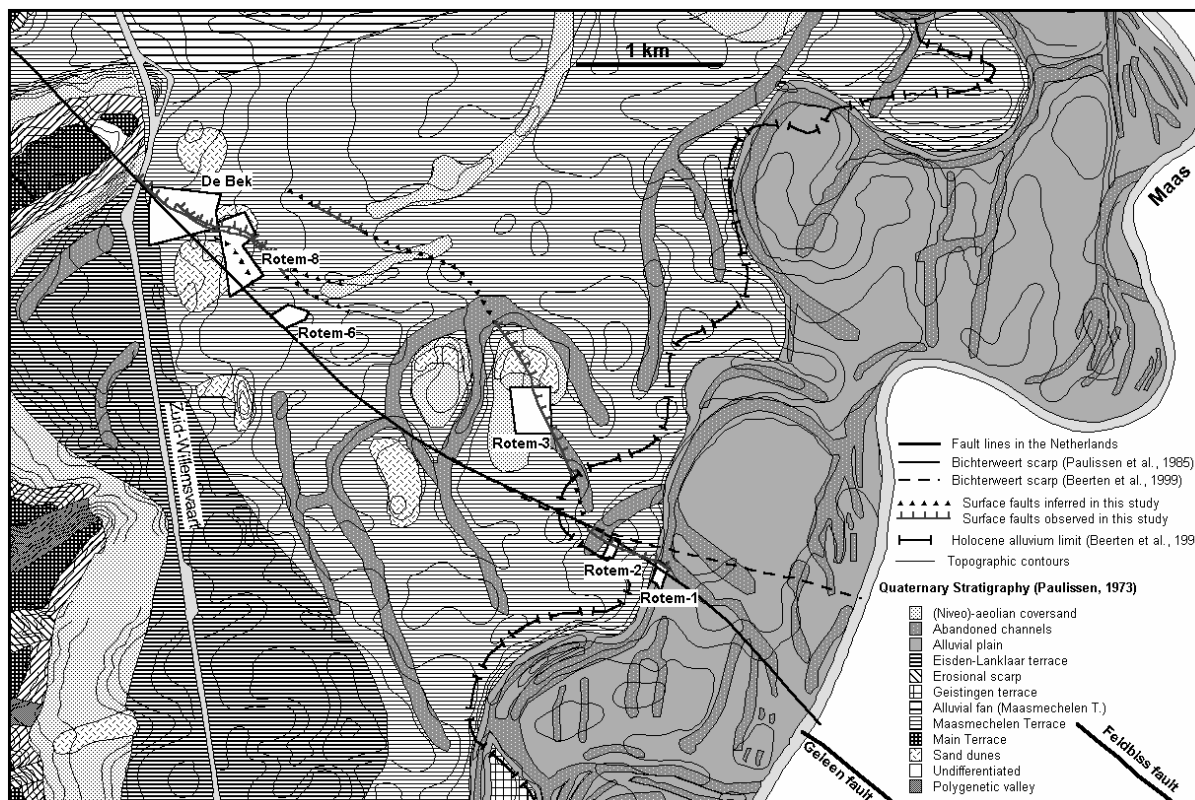 1 km
Maas
De Bek
Rotem-8
Rotem-6
Zuid-Willemsvaart
Rotem-3
Rotem-2
Rotem-1
Fault lines in the Netherlands
Bichterweert scarp (Paulissen et al., 1985)
Bichterweert scarp (Beerten et al., 1999)
Surface faults inferred in this study
Surface faults observed in this study
Holocene alluvium limit (Beerten et al., 199
Topographic contours
Quaternary Stratigraphy (Paulissen, 1973)
(Niveo)-aeolian coversand
Abandoned channels
Alluvial plain
Eisden-Lanklaar terrace
Erosional scarp
Geistingen terrace
Alluvial fan (Maasmechelen T.)
Maasmechelen Terrace
Main Terrace
Sand dunes
Undifferentiated
Polygenetic valley
Geleen fault
Feldbiss fault